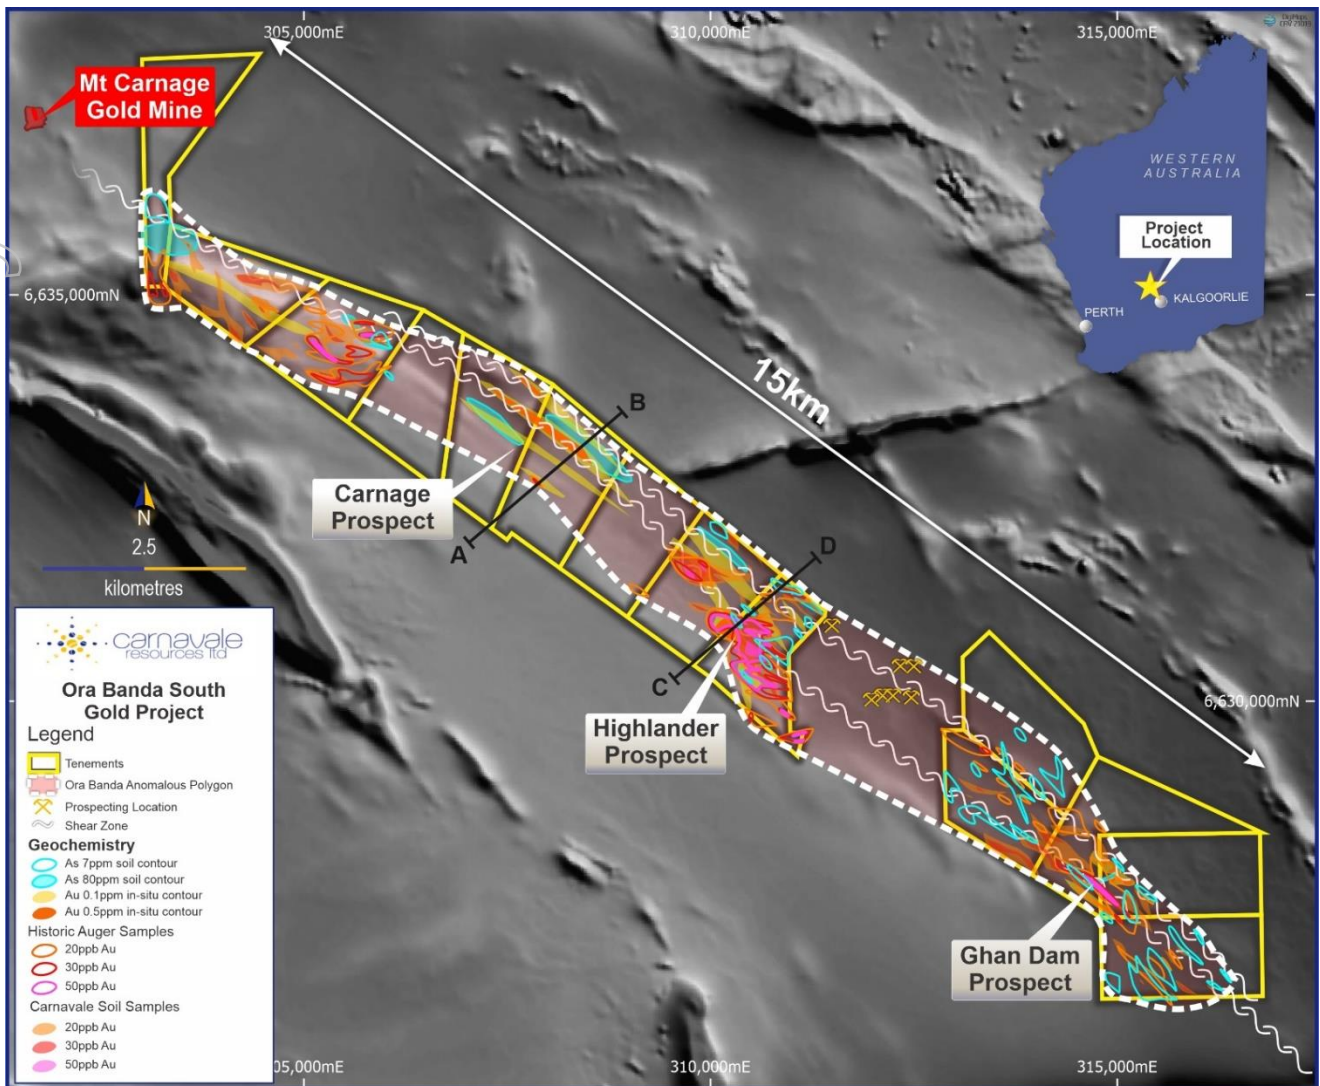 305,000mE
310,000mE
315,000mE
Mt Carnage
Gold Mine
WESTERN
AUSTRALIA
Project
Location
KALGOORLIE
PERTH
6,635,000mN
15km
B
Carnage
Prospect
A
N
2.5
kilometres
D
C
Highlander
Prospect
6,630,000mN
carnavale
resources ltd
Ora Banda South
Gold Project
Legend
Tenements
Ora Banda Anomalous Polygon
Prospecting Location
Shear Zone
Geochemistry
As 7ppm soil contour
As 80ppm soil contour
Au 0.1ppm in-situ contour
Au 0.5ppm in-situ contour
Historic Auger Samples
20ppb Au
30ppb Au
50ppb Au
Carnavale Soil Samples
20ppb Au
30ppb Au
50ppb Au
Ghan Dam
Prospect
05,000mE
310,000mE
315,000mE